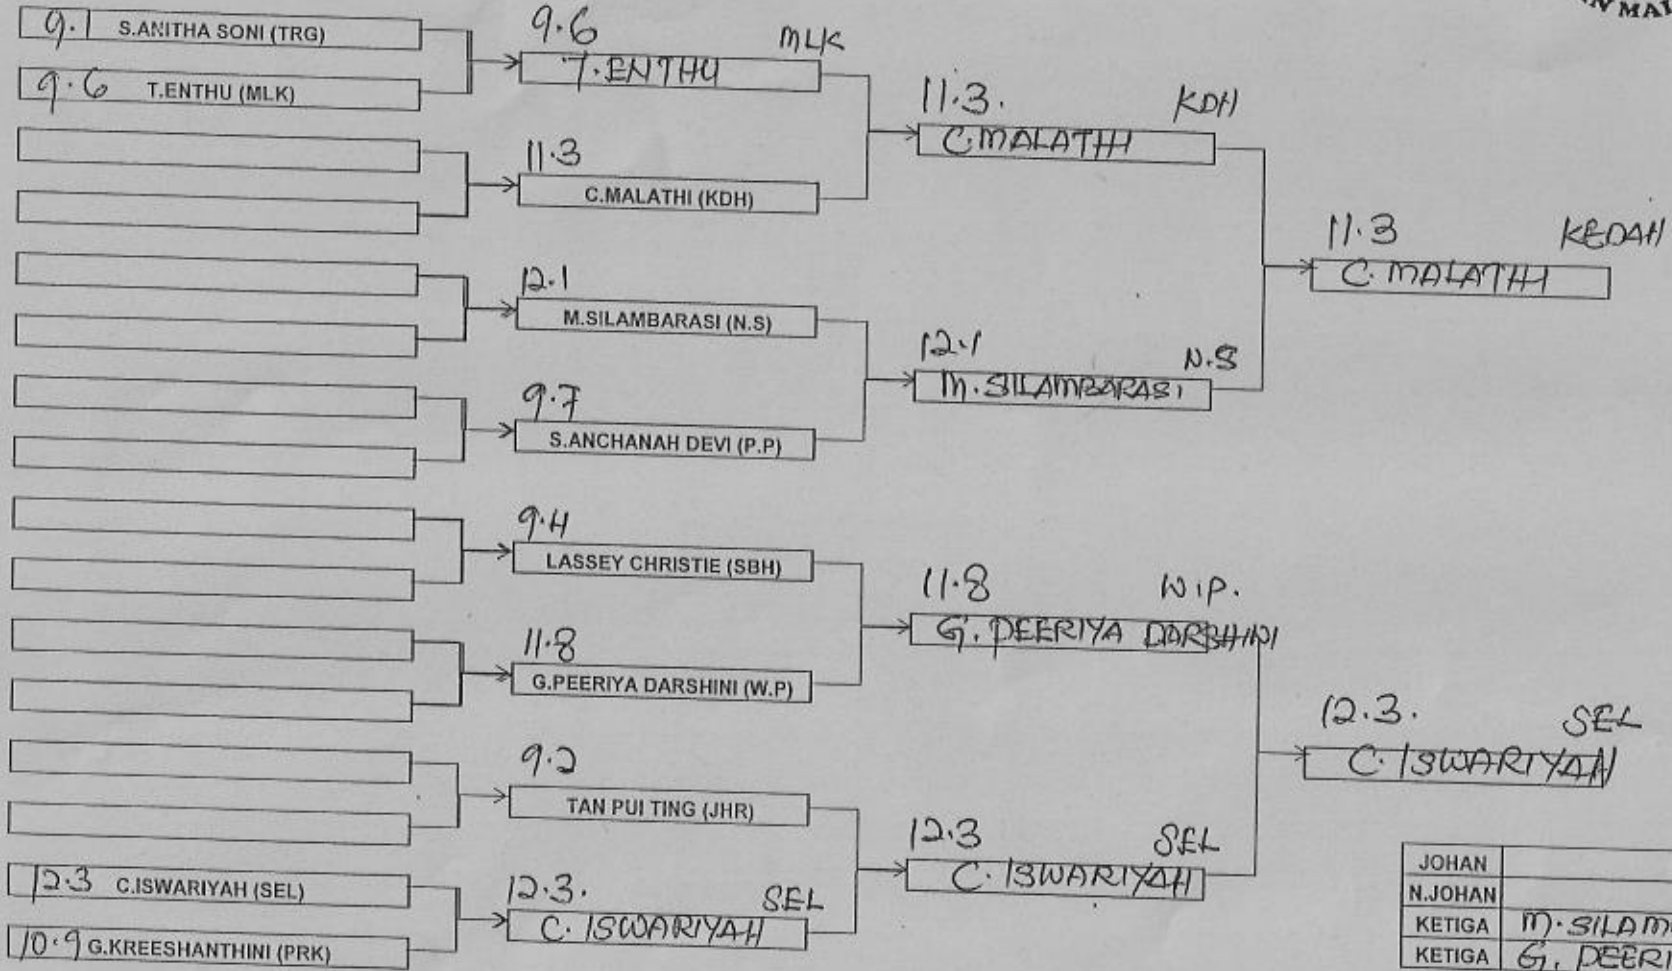 N MAL
9.1 S.ANITHA SONI (TRG)
9.6 T.ENTHU (MLK)
9.6 MLK
T.ENTHU
11.3
C.MALATHI (KDH)
12.1
M.SILAMBARASI (N.S)
9.7
S.ANCHANAH DEVI (P.P)
9.4
LASSEY CHRISTIE (SBH)
11.8
G.PEERIYA DARSHINI (W.P)
9.2
TAN PUI TING (JHR)
12.3 C.ISWARIYAH (SEL)
10.9 G.KREESHANTHINI (PRK)
12.3. SEL
C. ISWARIYAH
11.3. KDH
C.MALATHI
12.1 N.S
M. SILAMBARASI
11.8 W.P.
G. PEERIYA DARSHINI
12.3 SEL
C. ISWARIYAH
11.3 KEDAH
C. MALATHI
12.3. SEL
C. ISWARIYAH
JOHAN
N.JOHAN
KETIGA M. SILAM
KETIGA G. PEERI